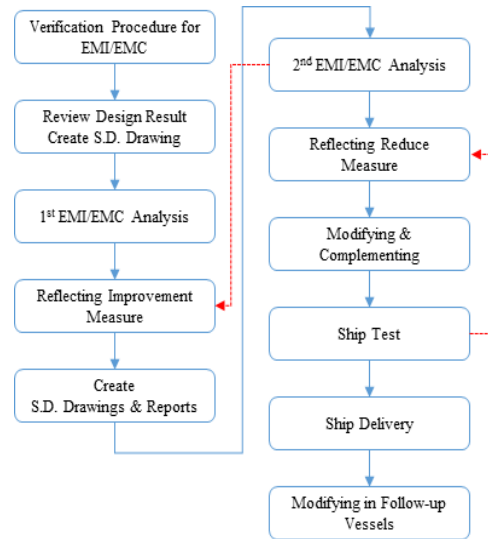 Verification Procedure for
EMI/EMC
Review Design Result
Create S.D. Drawing
1st EMI/EMC Analysis
Reflecting Improvement
Measure
Create
S.D. Drawings & Reports
2nd EMI/EMC Analysis
Reflecting Reduce
Measure
Modifying &
Complementing
Ship Test
Ship Delivery
Modifying in Follow-up
Vessels